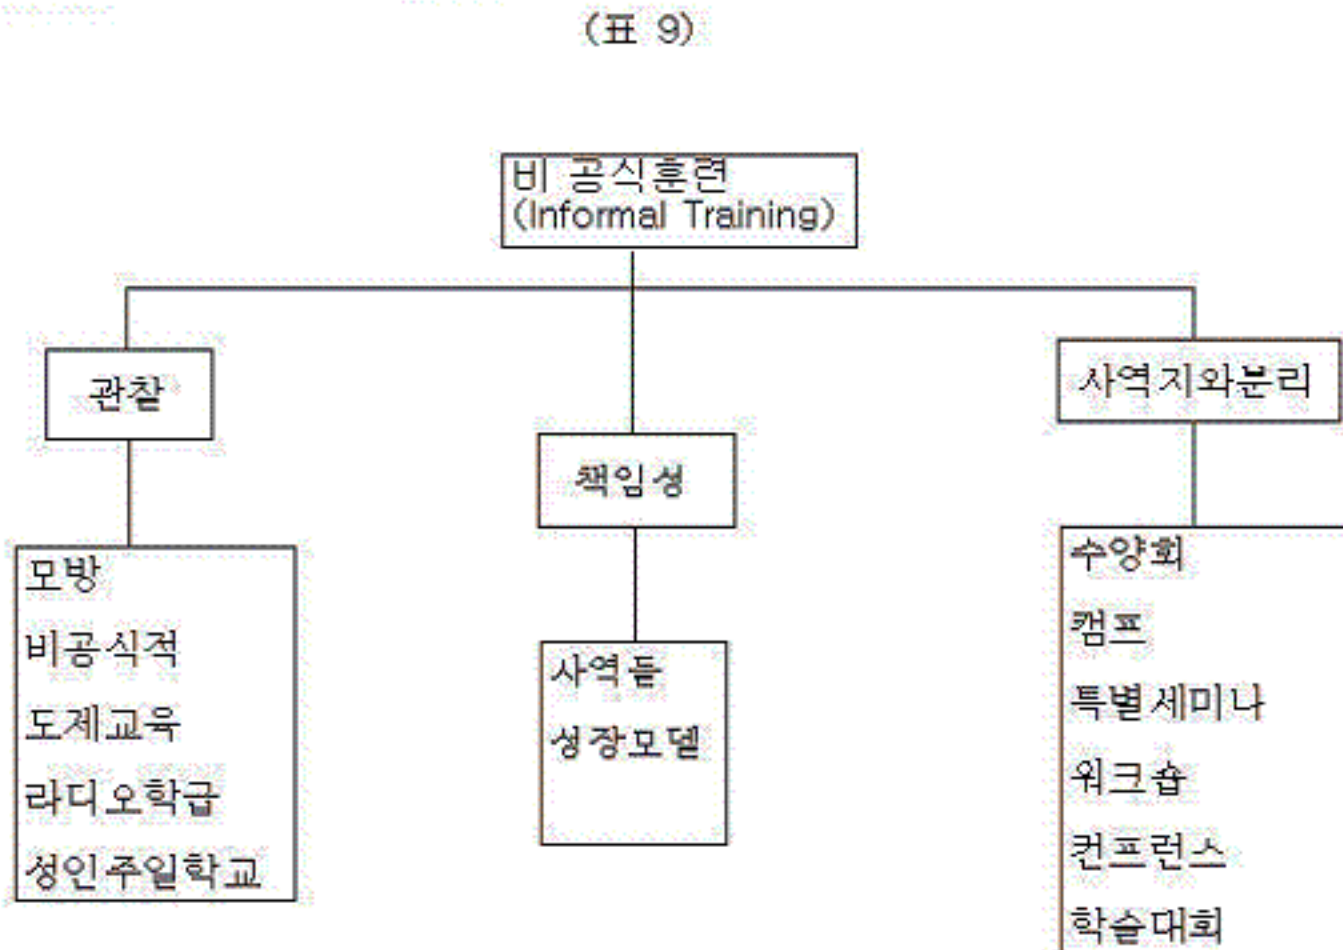 (표 9)
비 공식훈련
(Informal Training)
관찰
모방
비공식적
도제교육
라디오학급
성인주일학교
책임성
사역들
성장모델
사역지와분리
수양회
캠프
특별세미나
워크숍
컨프런스
학술대회